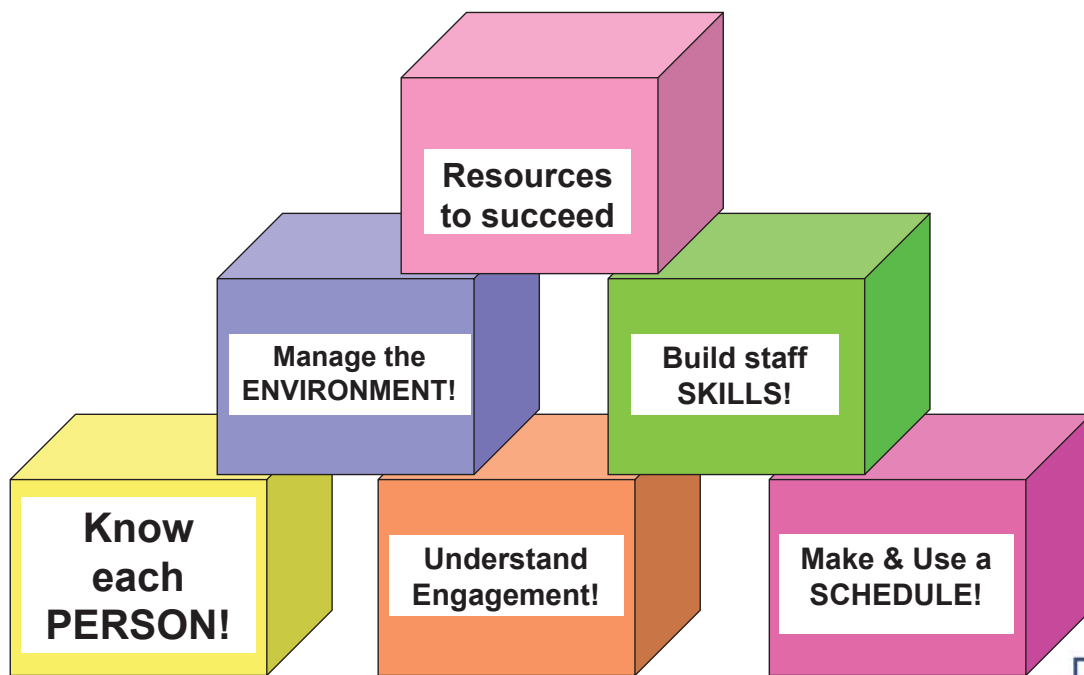 Resources
to succeed
Manage the
ENVIRONMENT!
Build staff
SKILLS!
Know
each
PERSON!
Understand
Engagement!
Make & Use a
SCHEDULE!